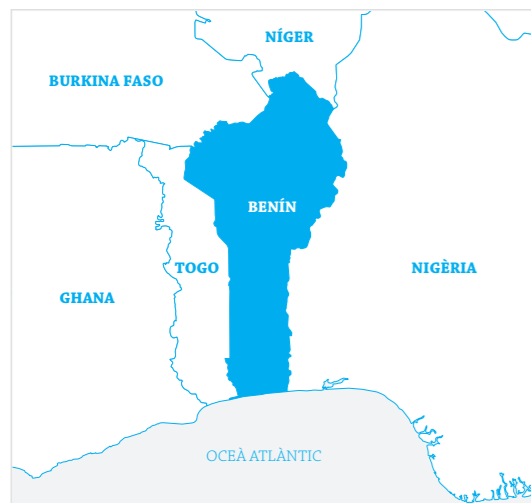 NÍGER
BURKINA FASO
BENÍN
TOGO
NIGÈRIA
GHANA
OCEÀ ATLÀNTIC